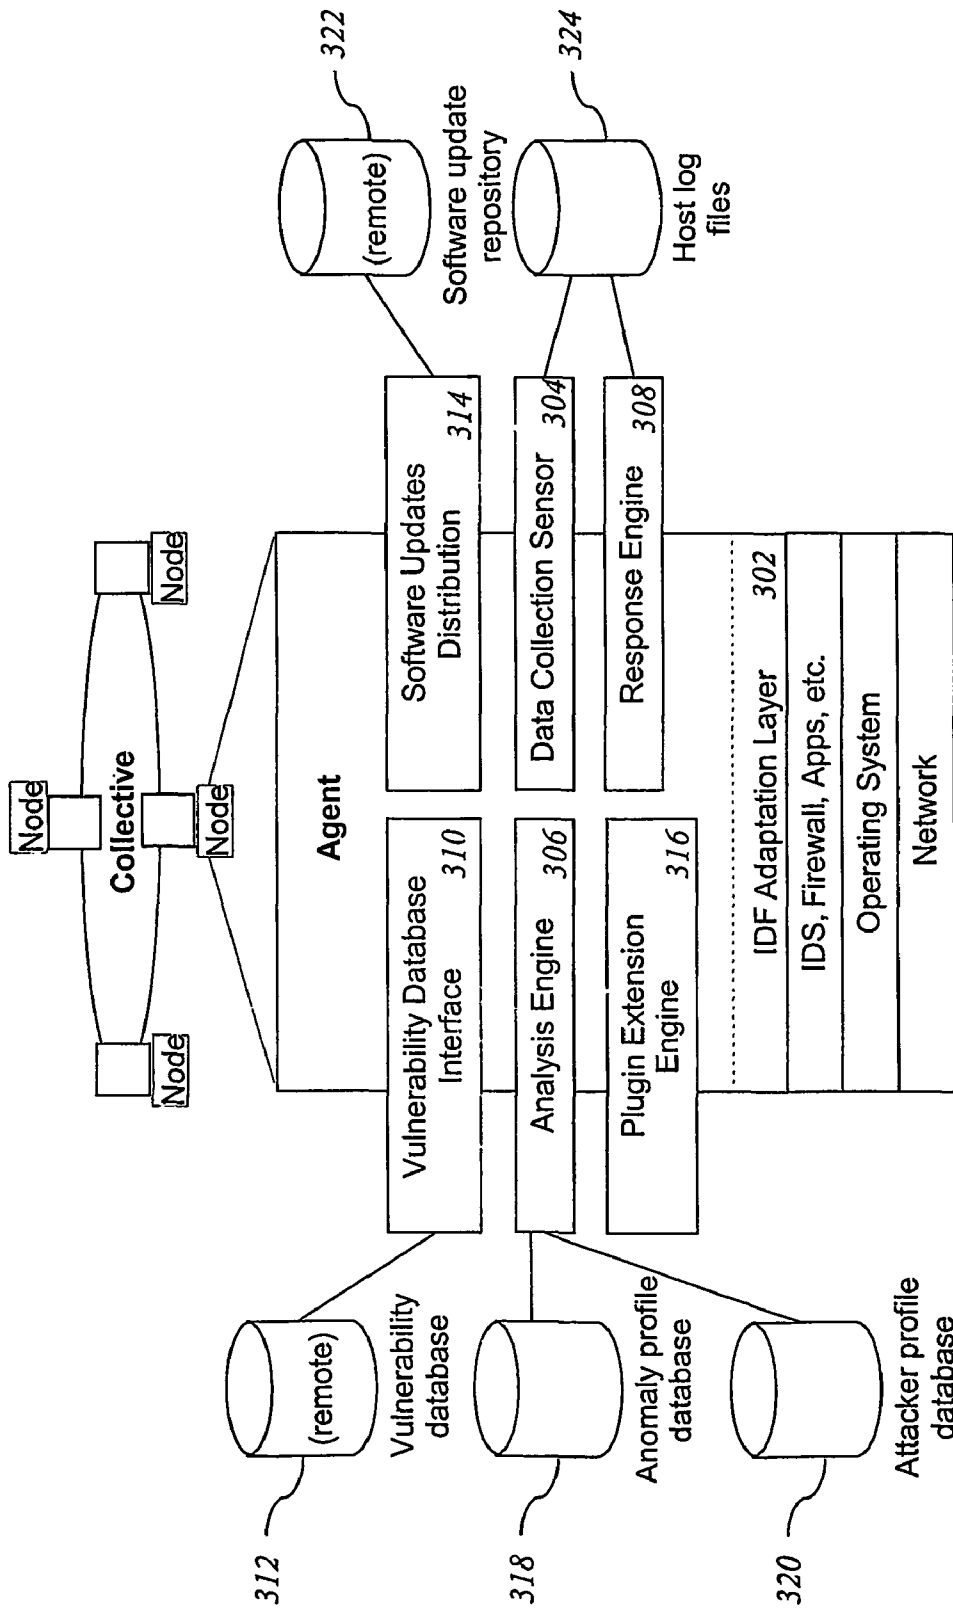 Node
Collective
Node
Node
Node
Agent
Vulnerability Database
Interface
310
Software Updates
Distribution
314
Analysis Engine
306
Data Collection Sensor
304
Plugin Extension
Engine
316
Response Engine
308
IDF Adaptation Layer
302
IDS, Firewall, Apps, etc.
Operating System
Network
312
(remote)
Vulnerability
database
318
Anomaly profile
database
320
Attacker profile
database
322
(remote)
Software update
repository
324
Host log
files